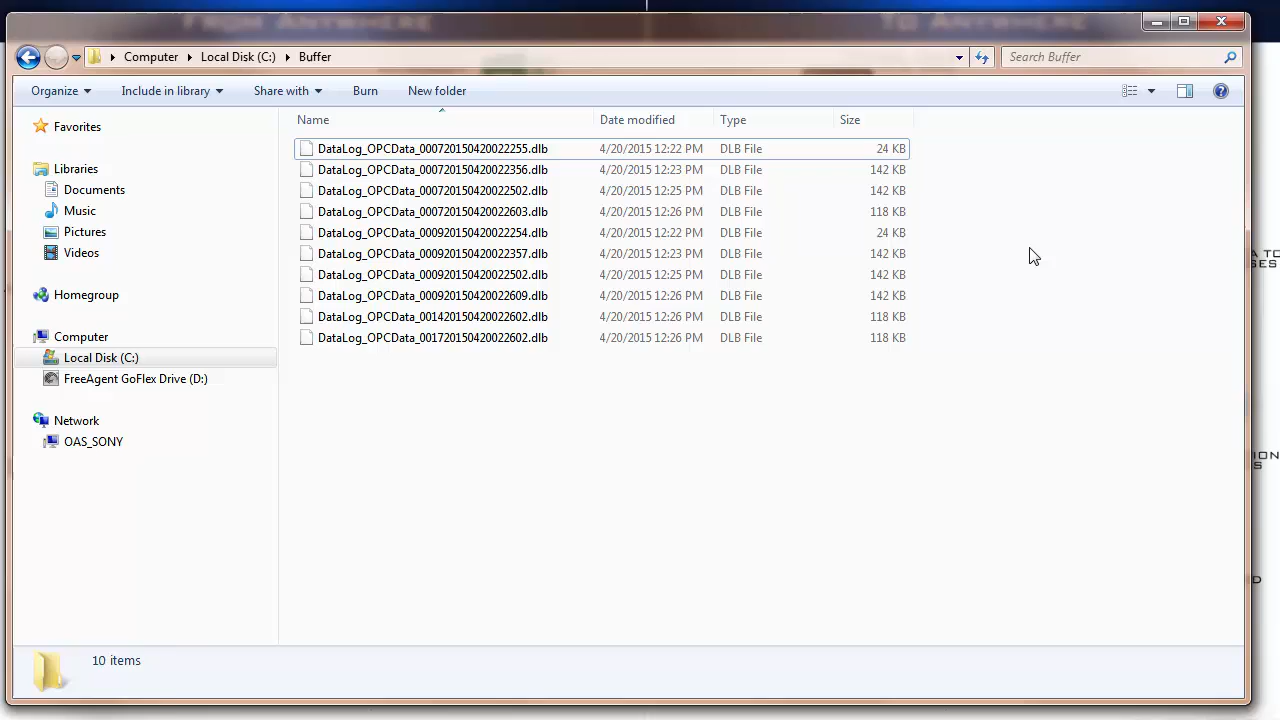 FROM ANYWHERE
TO ANYWHERE
Computer Local Disk (C:) Buffer
Search Buffer
Organize Include in library Share with Burn New folder
Name Date modified Type Size
DataLog_OPCData_000720150420022255.dlb 4/20/2015 12:22 PM DLB File 24 KB
DataLog_OPCData_000720150420022356.dlb 4/20/2015 12:23 PM DLB File 142 KB
DataLog_OPCData_000720150420022502.dlb 4/20/2015 12:25 PM DLB File 142 KB
DataLog_OPCData_000720150420022603.dlb 4/20/2015 12:26 PM DLB File 118 KB
DataLog_OPCData_000920150420022254.dlb 4/20/2015 12:22 PM DLB File 24 KB
DataLog_OPCData_000920150420022357.dlb 4/20/2015 12:23 PM DLB File 142 KB
DataLog_OPCData_000920150420022502.dlb 4/20/2015 12:25 PM DLB File 142 KB
DataLog_OPCData_000920150420022609.dlb 4/20/2015 12:26 PM DLB File 142 KB
DataLog_OPCData_001420150420022602.dlb 4/20/2015 12:26 PM DLB File 118 KB
DataLog_OPCData_001720150420022602.dlb 4/20/2015 12:26 PM DLB File 118 KB
Favorites
Libraries
Documents
Music
Pictures
Videos
Homegroup
Computer
Local Disk (C:)
FreeAgent GoFlex Drive (D:)
Network
OAS_SONY
10 items